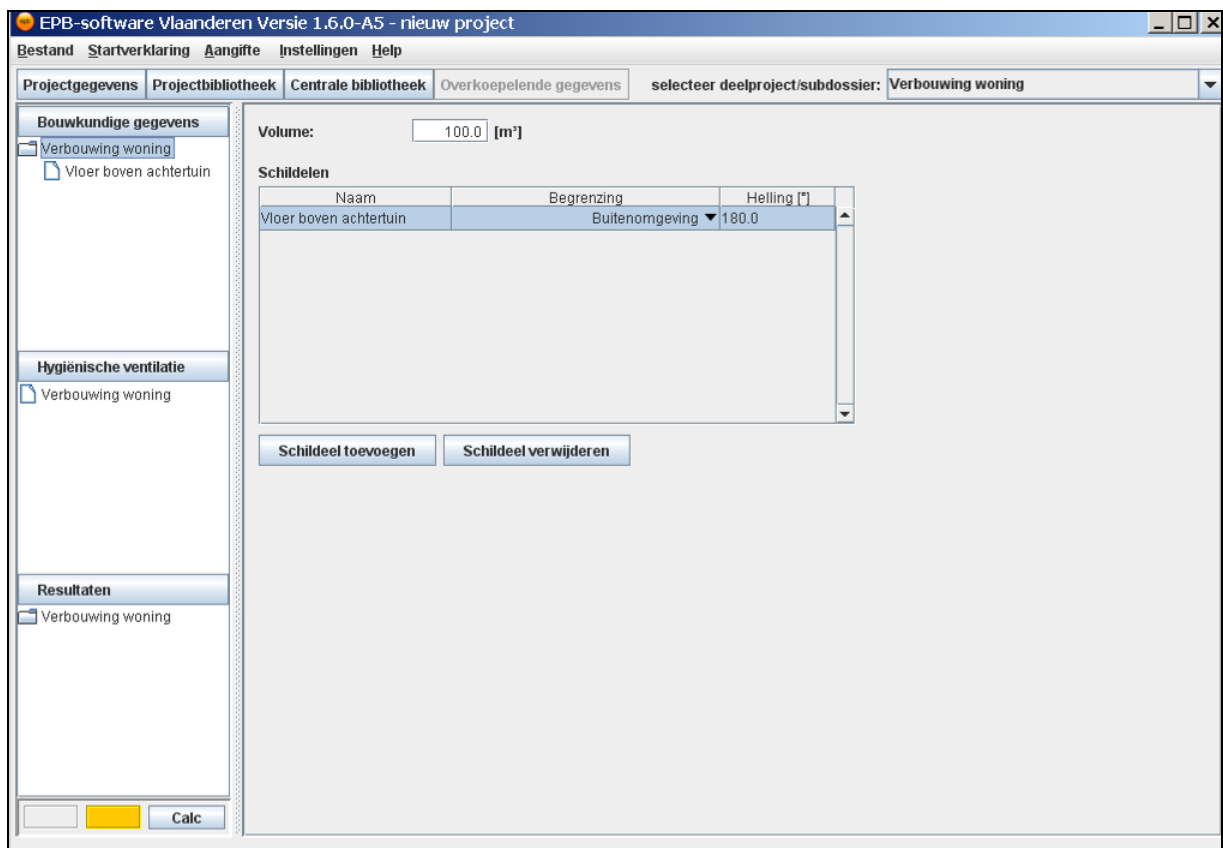 EPB-software Vlaanderen Versie 1.6.0-A5 - nieuw project
Bestand Startverklaring Aangifte Instellingen Help
Projectgegevens Projectbibliotheek Centrale bibliotheek Overkoepelende gegevens selecteer deelproject/subdossier: Verbouwing woning
Bouwkundige gegevens
Verbouwing woning
Vloer boven achtertuin
Volume: 100.0 [m³]
Schildelen
Naam Begrenzing Helling [°]
Vloer boven achtertuin Buitenomgeving 180.0
Schildeel toevoegen Schildeel verwijderen
Hygiënische ventilatie
Verbouwing woning
Resultaten
Verbouwing woning
Calc